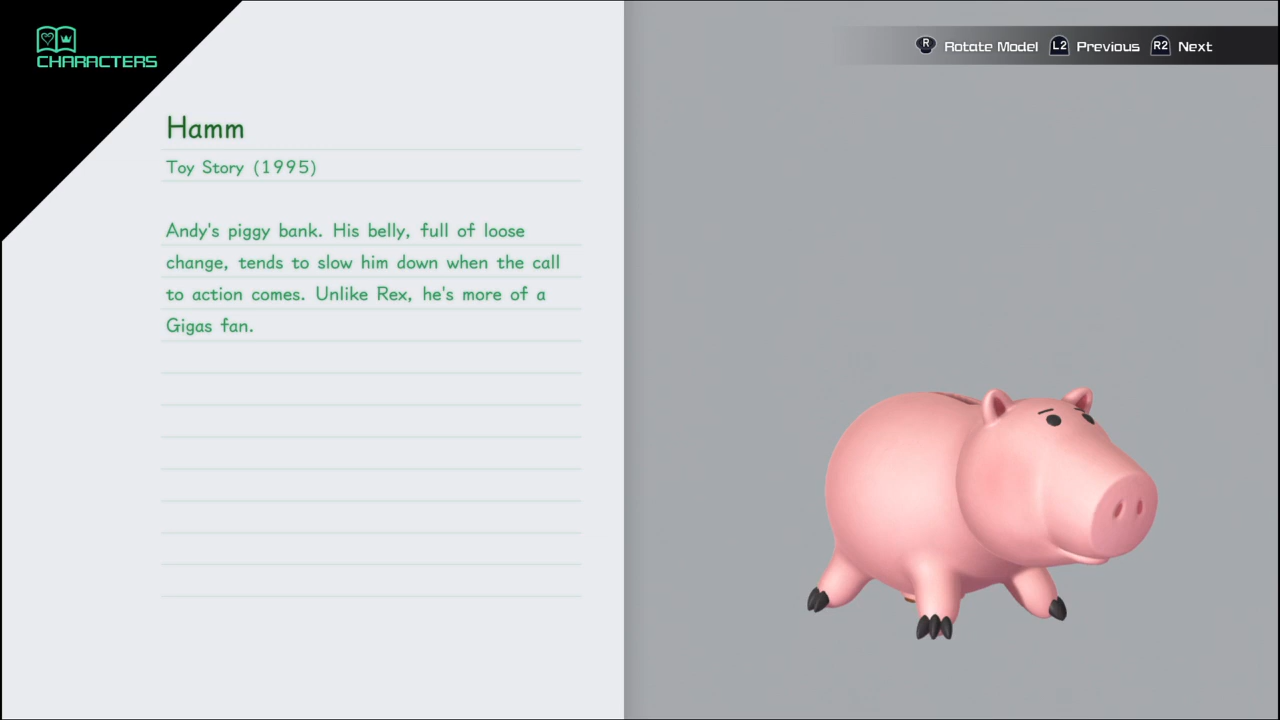 CHARACTERS
R Rotate Model L2 Previous R2 Next
Hamm
Toy Story (1995)
Andy's piggy bank. His belly, full of loose
change, tends to slow him down when the call
to action comes. Unlike Rex, he's more of a
Gigas fan.